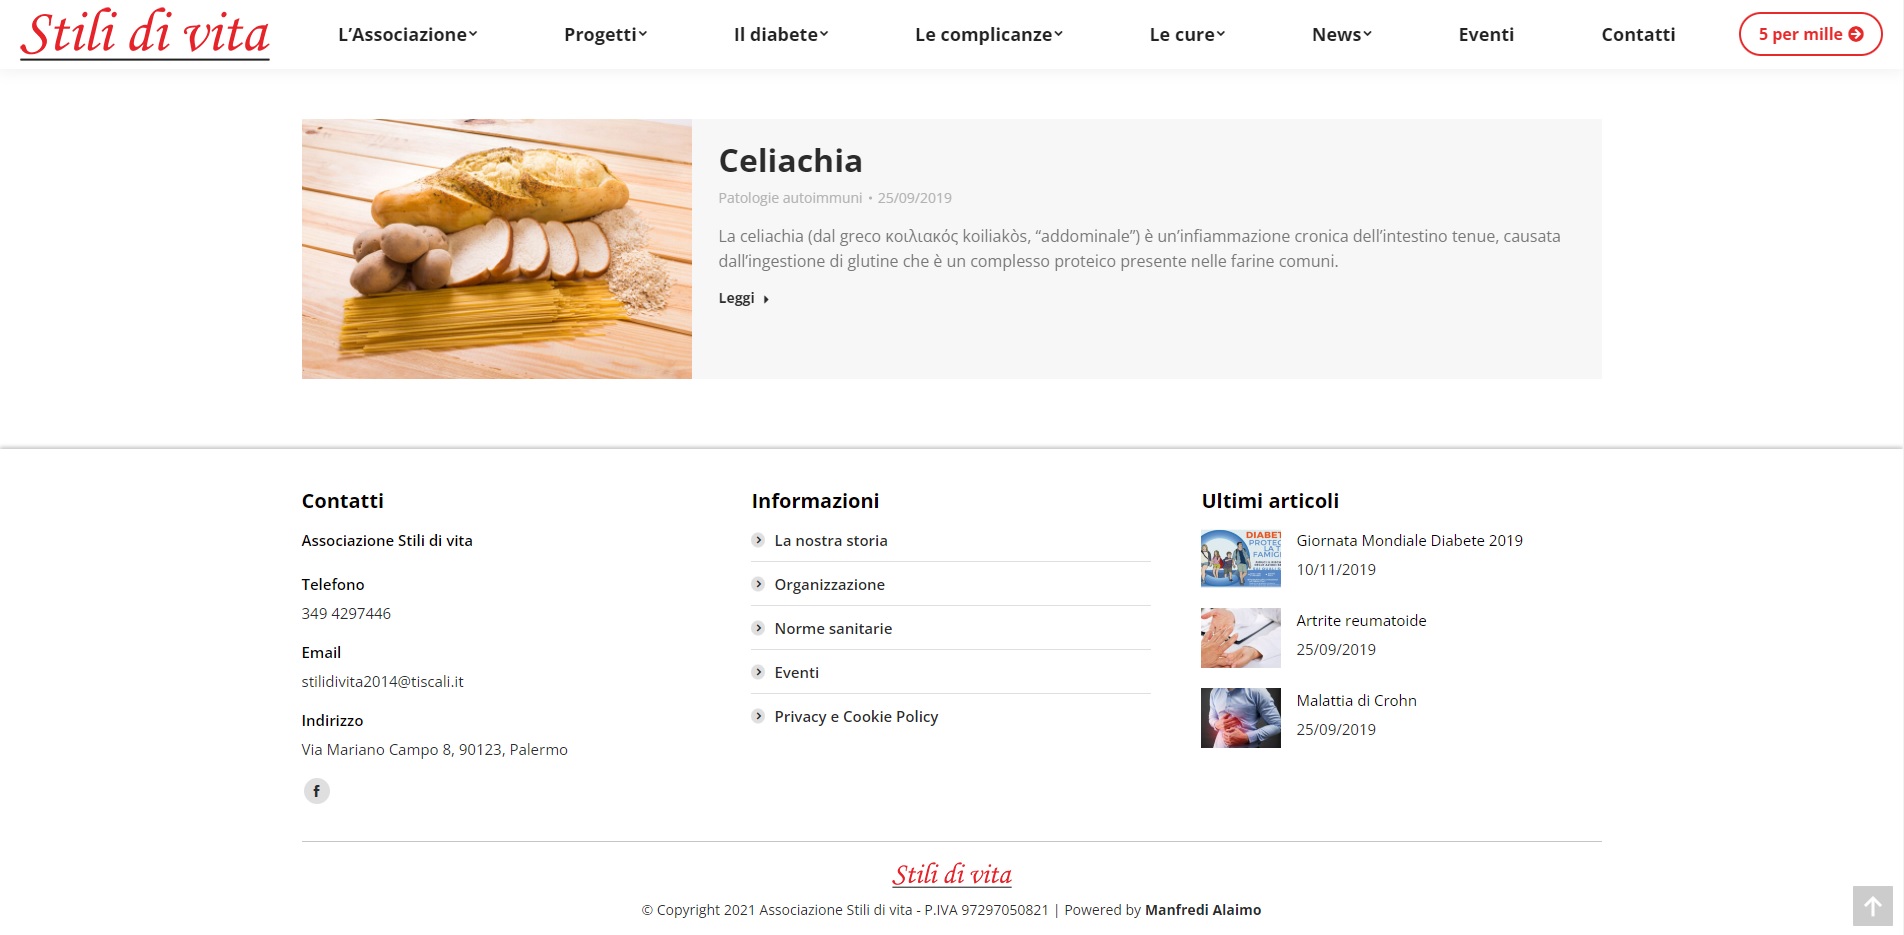 Stili di vita
L’Associazione
Progetti
Il diabete
Le complicanze
Le cure
News
Eventi
Contatti
5 per mille
Celiachia
Patologie autoimmuni • 25/09/2019
La celiachia (dal greco κοιλιακός koiliakòs, “addominale”) è un’infiammazione cronica dell’intestino tenue, causata
dall’ingestione di glutine che è un complesso proteico presente nelle farine comuni.
Leggi
Contatti
Associazione Stili di vita
Telefono
349 4297446
Email
stilidivita2014@tiscali.it
Indirizzo
Via Mariano Campo 8, 90123, Palermo
Informazioni
La nostra storia
Organizzazione
Norme sanitarie
Eventi
Privacy e Cookie Policy
Ultimi articoli
Giornata Mondiale Diabete 2019
10/11/2019
Artrite reumatoide
25/09/2019
Malattia di Crohn
25/09/2019
Stili di vita
© Copyright 2021 Associazione Stili di vita - P.IVA 97297050821 | Powered by Manfredi Alaimo